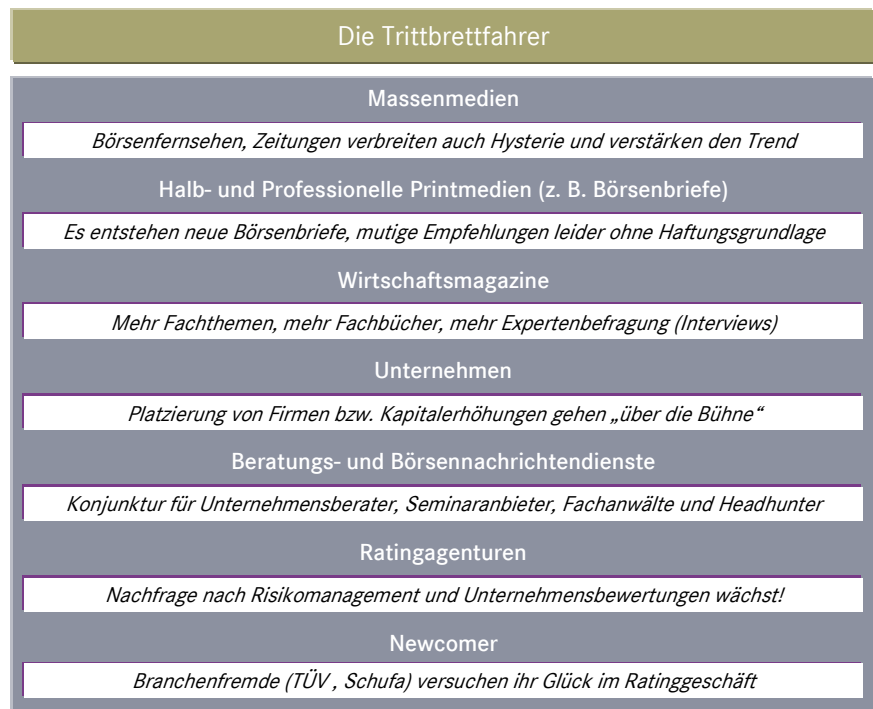 Die Trittbrettfahrer
Massenmedien
Börsenfernsehen, Zeitungen verbreiten auch Hysterie und verstärken den Trend
Halb- und Professionelle Printmedien (z. B. Börsenbriefe)
Es entstehen neue Börsenbriefe, mutige Empfehlungen leider ohne Haftungsgrundlage
Wirtschaftsmagazine
Mehr Fachthemen, mehr Fachbücher, mehr Expertenbefragung (Interviews)
Unternehmen
Platzierung von Firmen bzw. Kapitalerhöhungen gehen „über die Bühne“
Beratungs- und Börsennachrichtendienste
Konjunktur für Unternehmensberater, Seminaranbieter, Fachanwälte und Headhunter
Ratingagenturen
Nachfrage nach Risikomanagement und Unternehmensbewertungen wächst!
Newcomer
Branchenfremde (TÜV , Schufa) versuchen ihr Glück im Ratinggeschäft